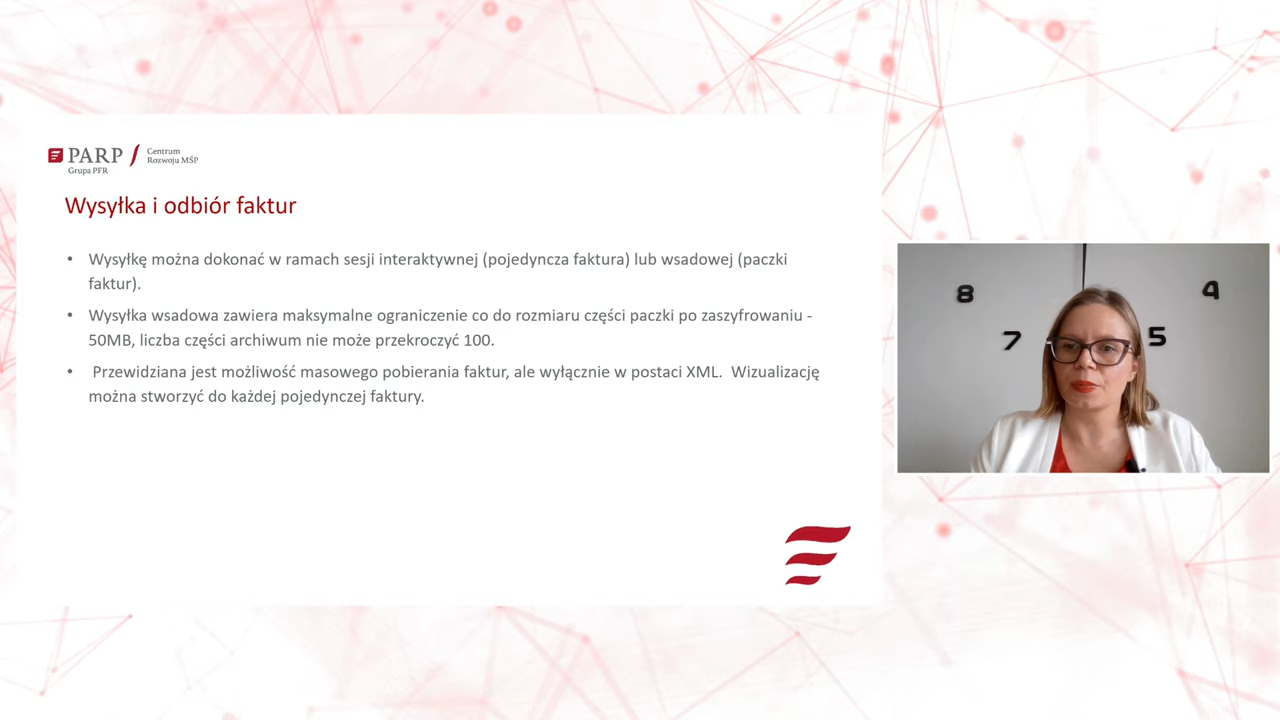 PARP
Grupa PFR
Centrum
Rozwoju MŚP
Wysyłka i odbiór faktur
• Wysyłkę można dokonać w ramach sesji interaktywnej (pojedyncza faktura) lub wsadowej (paczki
faktur).
• Wysyłka wsadowa zawiera maksymalne ograniczenie co do rozmiaru części paczki po zaszyfrowaniu -
50MB, liczba części archiwum nie może przekroczyć 100.
• Przewidziana jest możliwość masowego pobierania faktur, ale wyłącznie w postaci XML. Wizualizację
można stworzyć do każdej pojedynczej faktury.
8 4
7 5